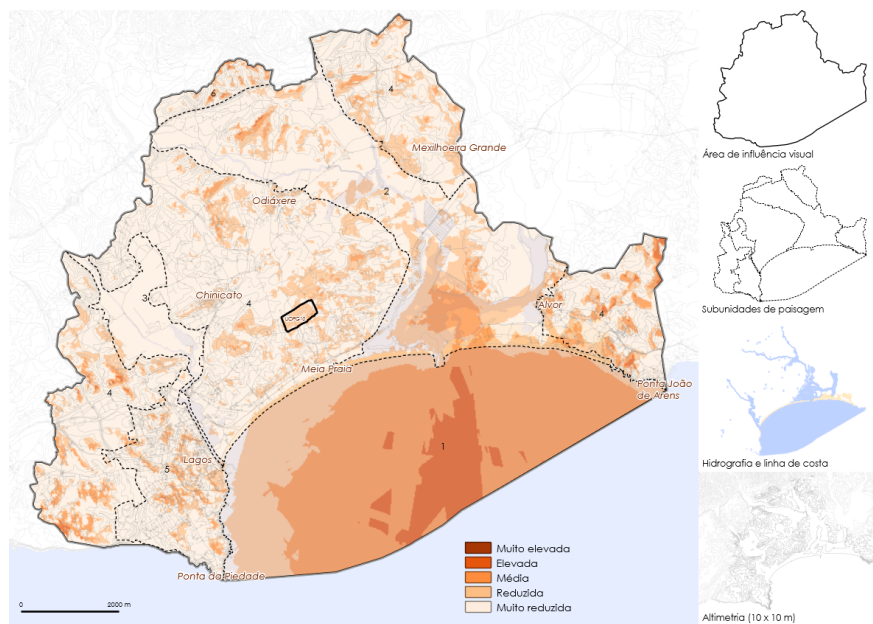 6
4
Mexilhoeira Grande
2
Odiáxere
3
Chinicato
4
Alvor
4
Meia Praia
Ponta João
de Arens
4
5
Lagos
1
Ponta da Piedade
Muito elevada
Elevada
Média
Reduzida
Muito reduzida
0 2000 m
Área de influência visual
Subunidades de paisagem
Hidrografia e linha de costa
Altimetria (10 x 10 m)